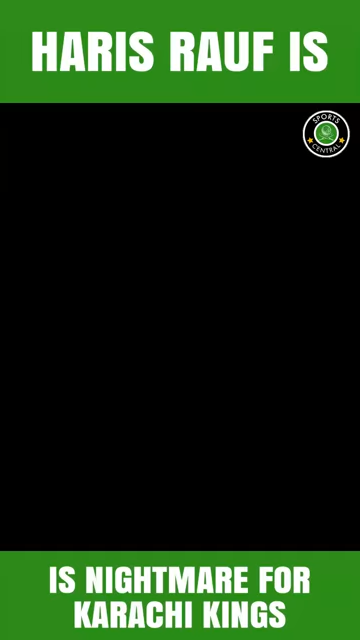 HARIS RAUF IS
SPORTS
CENTRAL
IS NIGHTMARE FOR
KARACHI KINGS